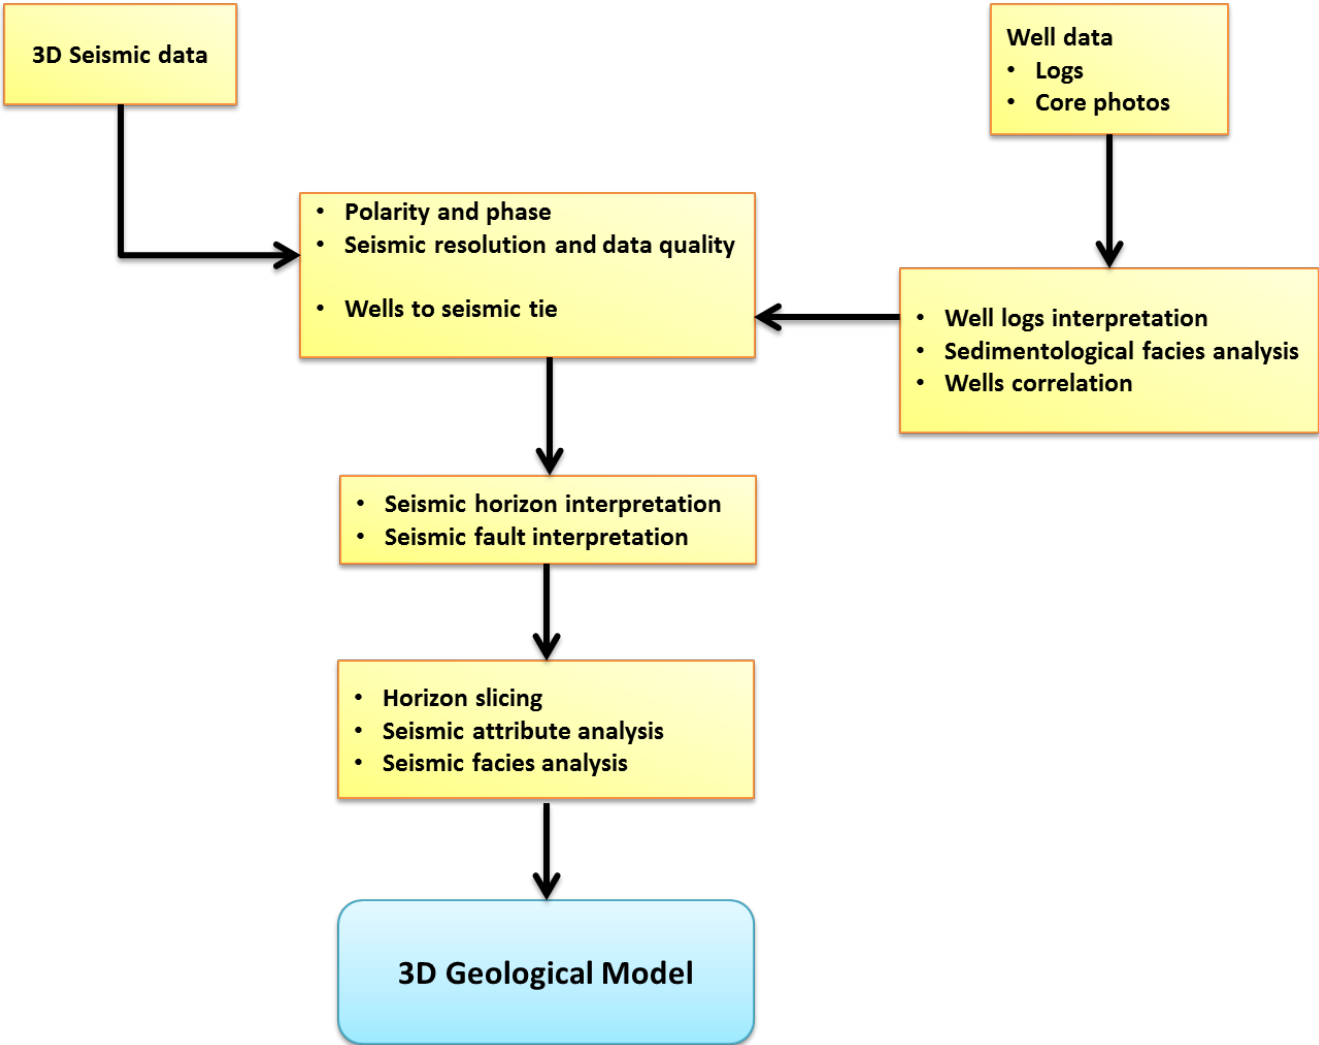 3D Seismic data
Well data
• Logs
• Core photos
• Polarity and phase
• Seismic resolution and data quality
• Wells to seismic tie
• Well logs interpretation
• Sedimentological facies analysis
• Wells correlation
• Seismic horizon interpretation
• Seismic fault interpretation
• Horizon slicing
• Seismic attribute analysis
• Seismic facies analysis
3D Geological Model